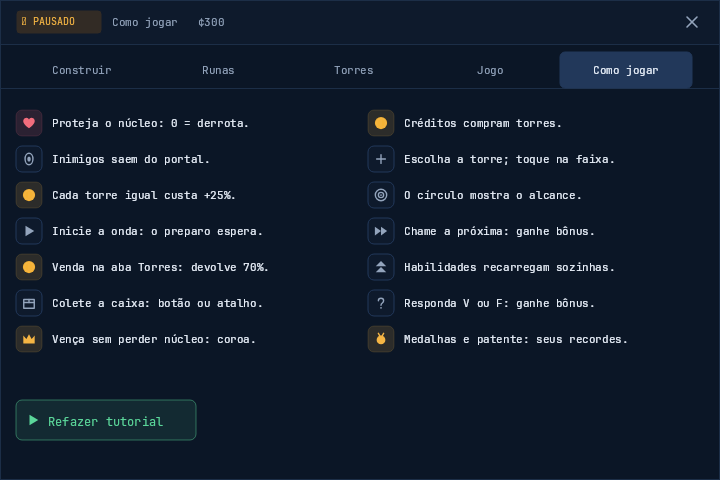 PAUSADO Como jogar ¢300
Construir Runas Torres Jogo Como jogar
Proteja o núcleo: 0 = derrota.
Créditos compram torres.
Inimigos saem do portal.
Escolha a torre; toque na faixa.
Cada torre igual custa +25%.
O círculo mostra o alcance.
Inicie a onda: o preparo espera.
Chame a próxima: ganhe bônus.
Venda na aba Torres: devolve 70%.
Habilidades recarregam sozinhas.
Colete a caixa: botão ou atalho.
Responda V ou F: ganhe bônus.
Vença sem perder núcleo: coroa.
Medalhas e patente: seus recordes.
Refazer tutorial